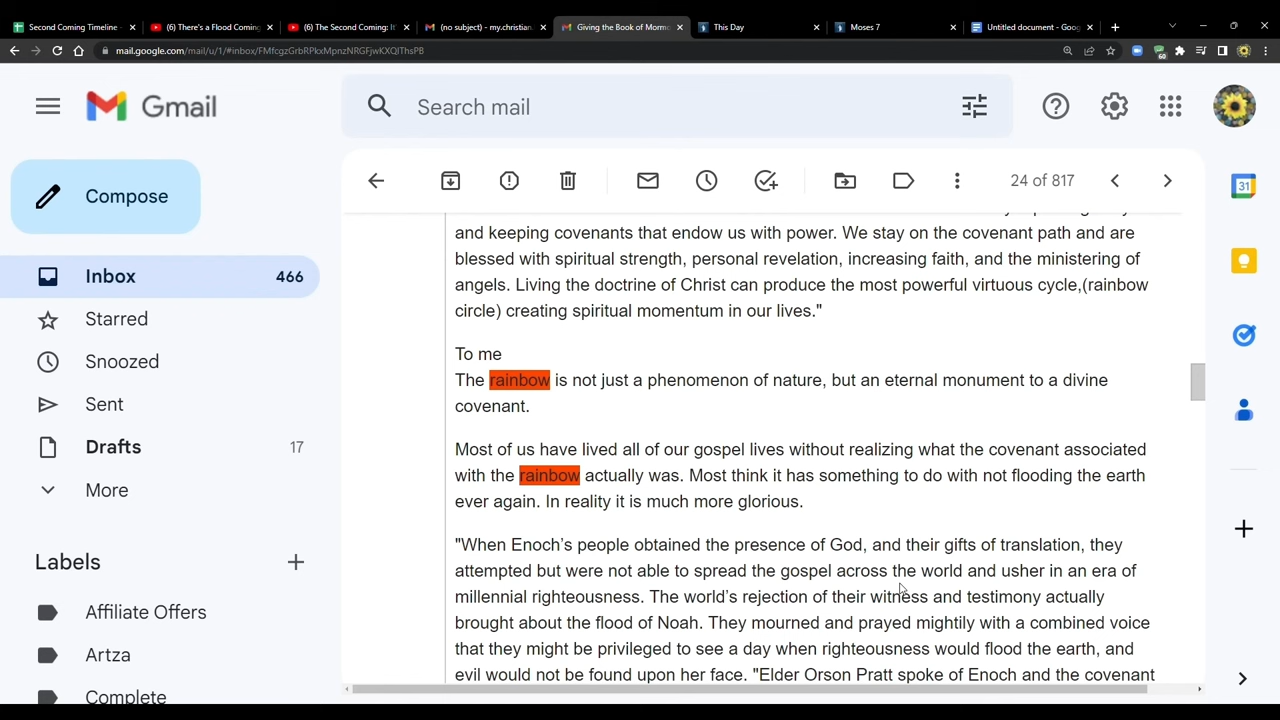 Second Coming Timeline -
(6) There's a Flood Coming
(6) The Second Coming: It'
(no subject) - my.christian
Giving the Book of Mormo
This Day
Moses 7
Untitled document - Goog
mail.google.com/mail/u/1/#inbox/
60
Gmail
Search mail
Compose
24 of 817
31
Inbox 466
Starred
Snoozed
Sent
Drafts 17
More
Labels
Affiliate Offers
Artza
Complete
and keeping covenants that endow us with power. We stay on the covenant path and are
blessed with spiritual strength, personal revelation, increasing faith, and the ministering of
angels. Living the doctrine of Christ can produce the most powerful virtuous cycle,(rainbow
circle) creating spiritual momentum in our lives."
To me
The rainbow is not just a phenomenon of nature, but an eternal monument to a divine
covenant.
Most of us have lived all of our gospel lives without realizing what the covenant associated
with the rainbow actually was. Most think it has something to do with not flooding the earth
ever again. In reality it is much more glorious.
"When Enoch's people obtained the presence of God, and their gifts of translation, they
attempted but were not able to spread the gospel across the world and usher in an era of
millennial righteousness. The world's rejection of their witness and testimony actually
brought about the flood of Noah. They mourned and prayed mightily with a combined voice
that they might be privileged to see a day when righteousness would flood the earth, and
evil would not be found upon her face. "Elder Orson Pratt spoke of Enoch and the covenant